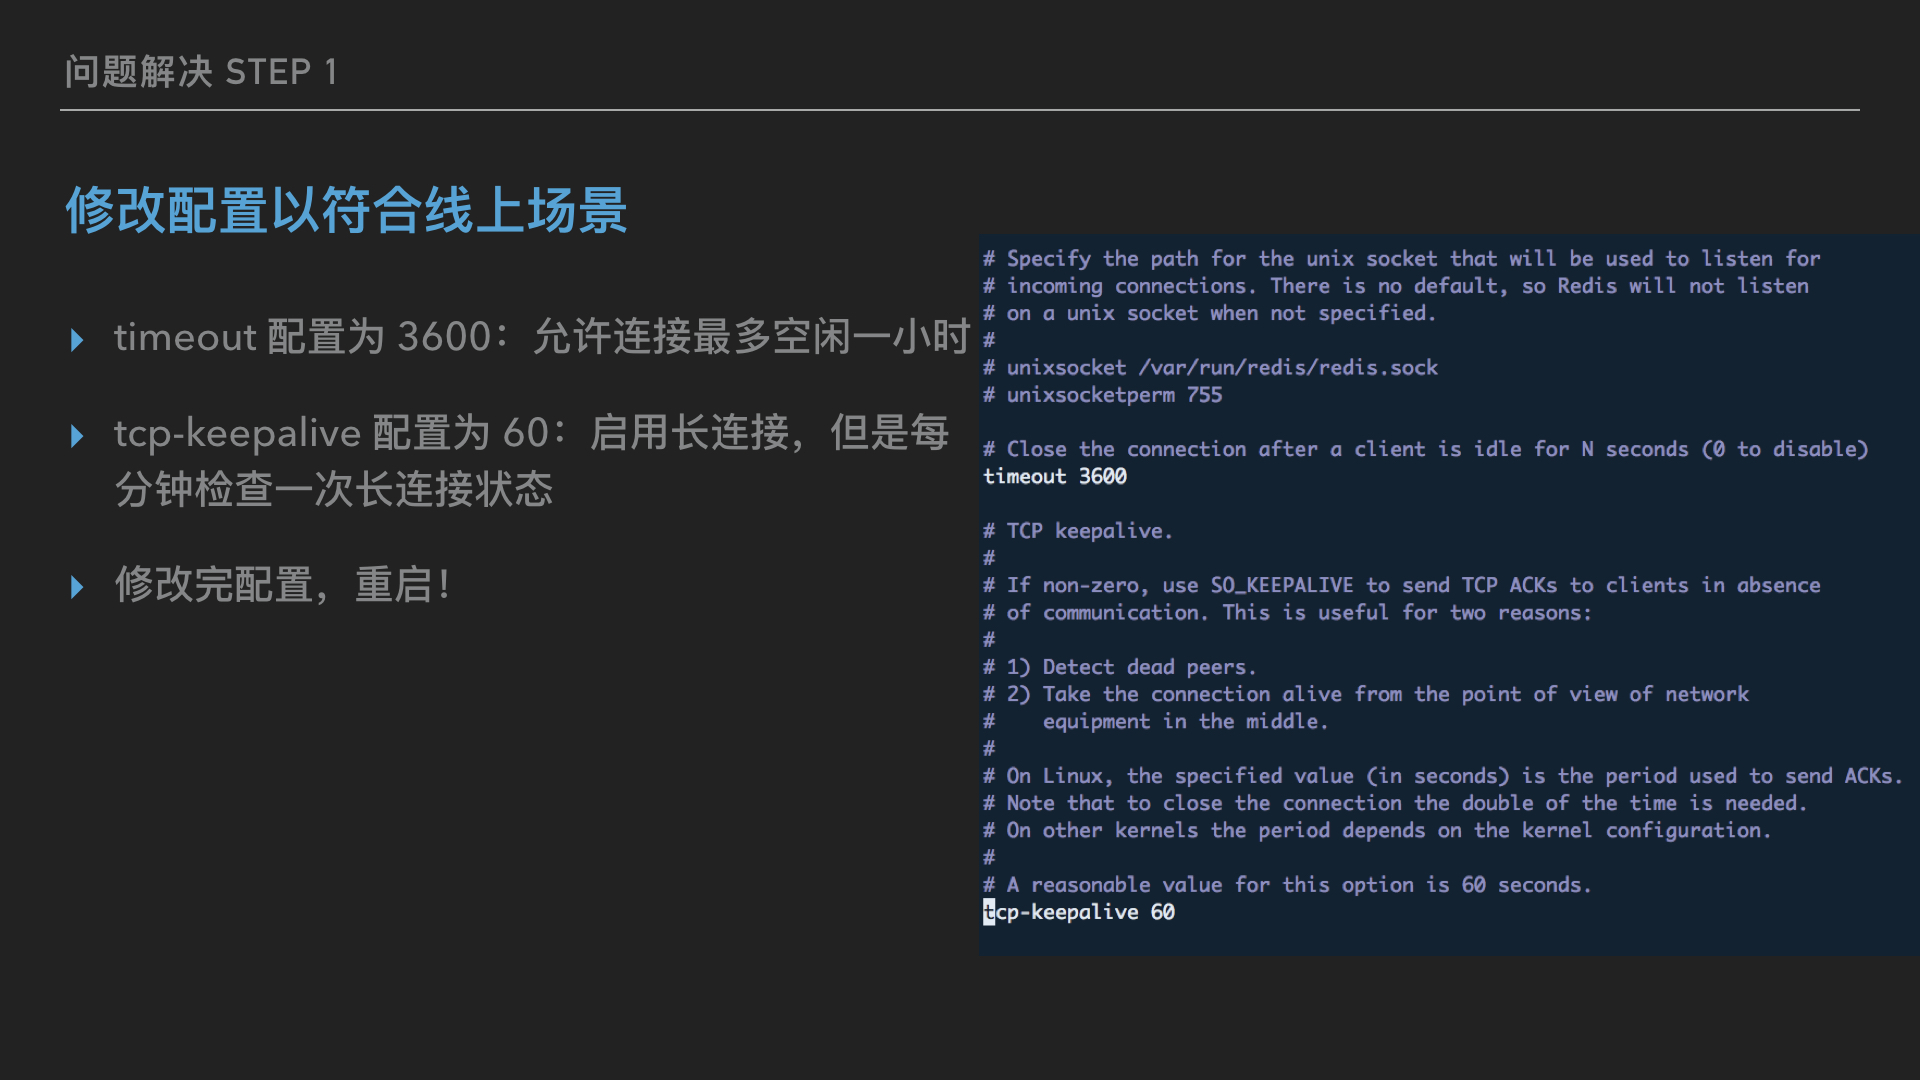 问题解决 STEP 1
修改配置以符合线上场景
timeout 配置为 3600：允许连接最多空闲一小时
tcp-keepalive 配置为 60：启用长连接，但是每
分钟检查一次长连接状态
修改完配置，重启！
# Specify the path for the unix socket that will be used to listen for
# incoming connections. There is no default, so Redis will not listen
# on a unix socket when not specified.
#
# unixsocket /var/run/redis/redis.sock
# unixsocketperm 755
# Close the connection after a client is idle for N seconds (0 to disable)
timeout 3600
# TCP keepalive.
#
# If non-zero, use SO_KEEPALIVE to send TCP ACKs to clients in absence
# of communication. This is useful for two reasons:
#
# 1) Detect dead peers.
# 2) Take the connection alive from the point of view of network
#    equipment in the middle.
#
# On Linux, the specified value (in seconds) is the period used to send ACKs.
# Note that to close the connection the double of the time is needed.
# On other kernels the period depends on the kernel configuration.
#
# A reasonable value for this option is 60 seconds.
tcp-keepalive 60